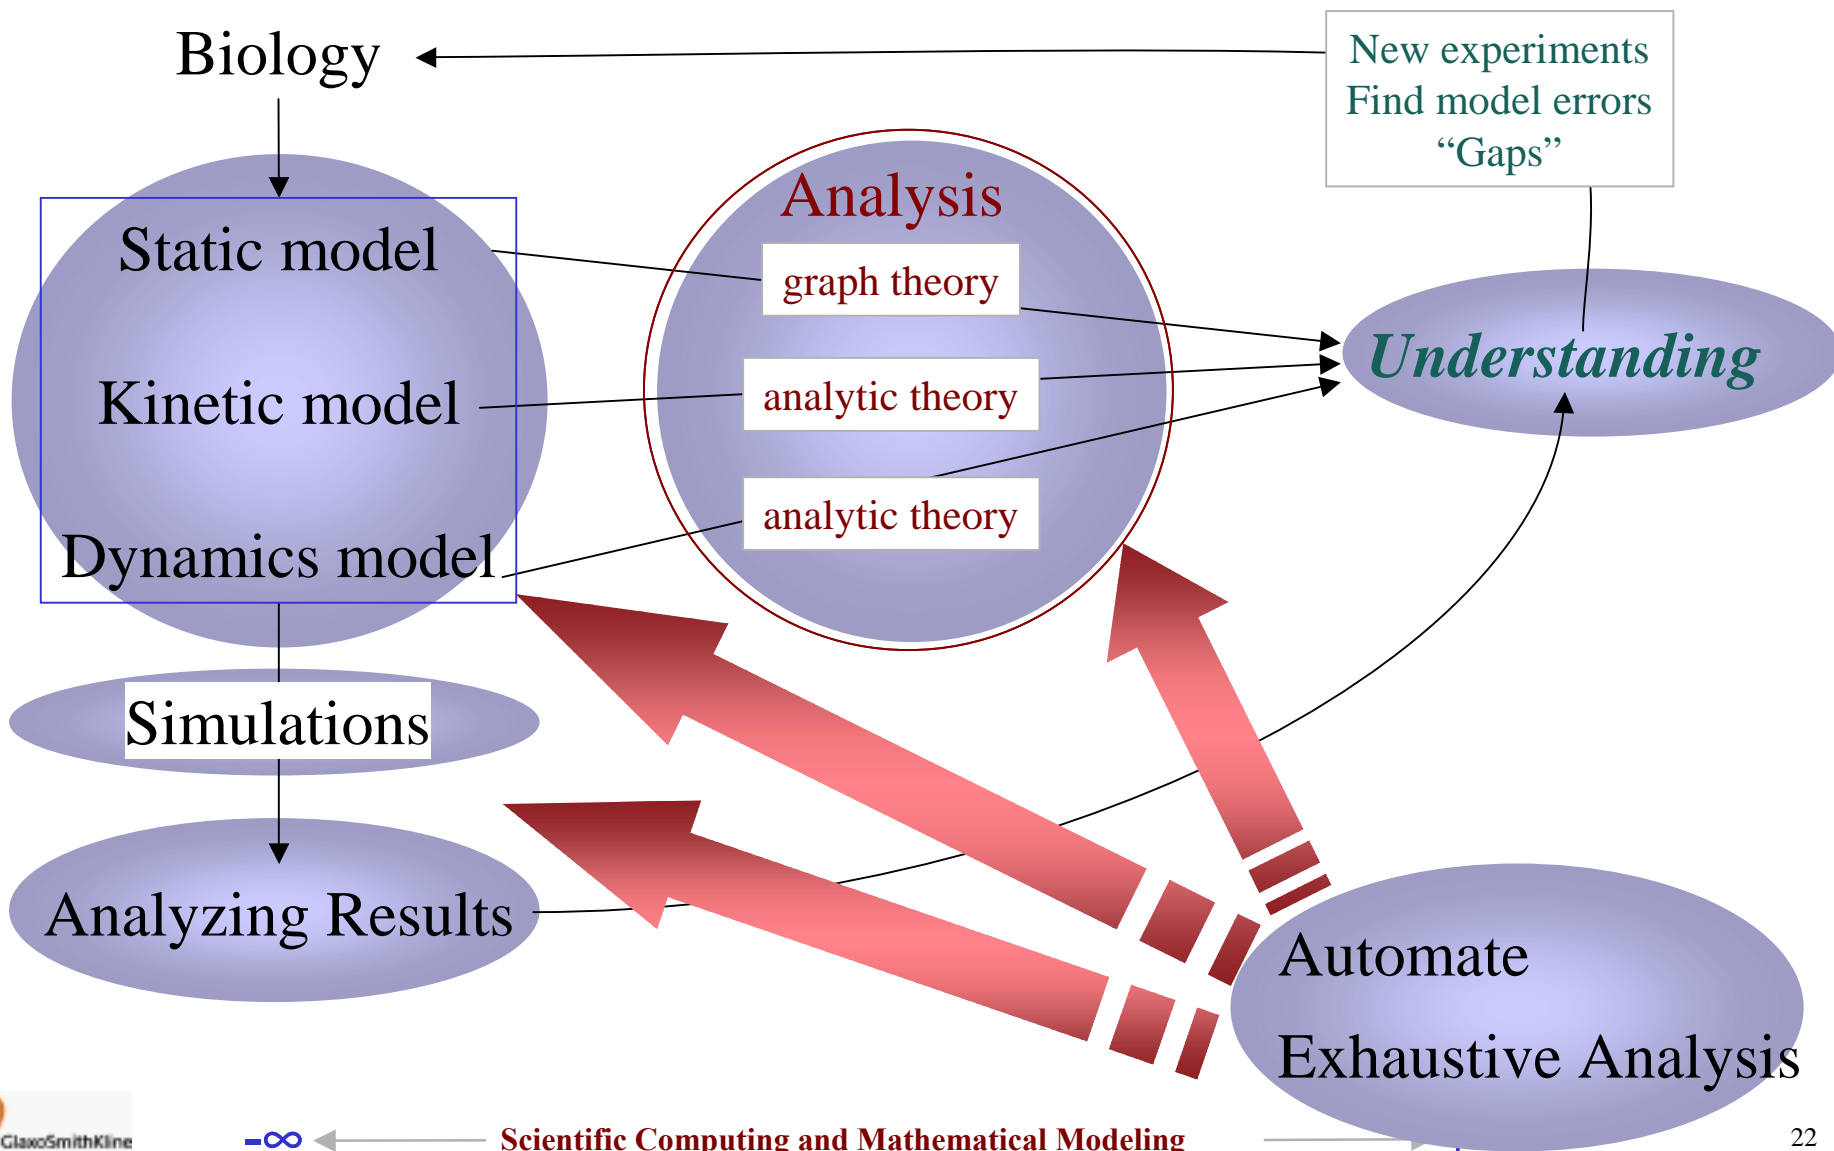 Biology
New experiments
Find model errors
“Gaps”
Analysis
Static model
graph theory
Understanding
Kinetic model
analytic theory
analytic theory
Dynamics model
Simulations
Analyzing Results
Automate
Exhaustive Analysis
GlaxoSmithKline
-∞
Scientific Computing and Mathematical Modeling
22